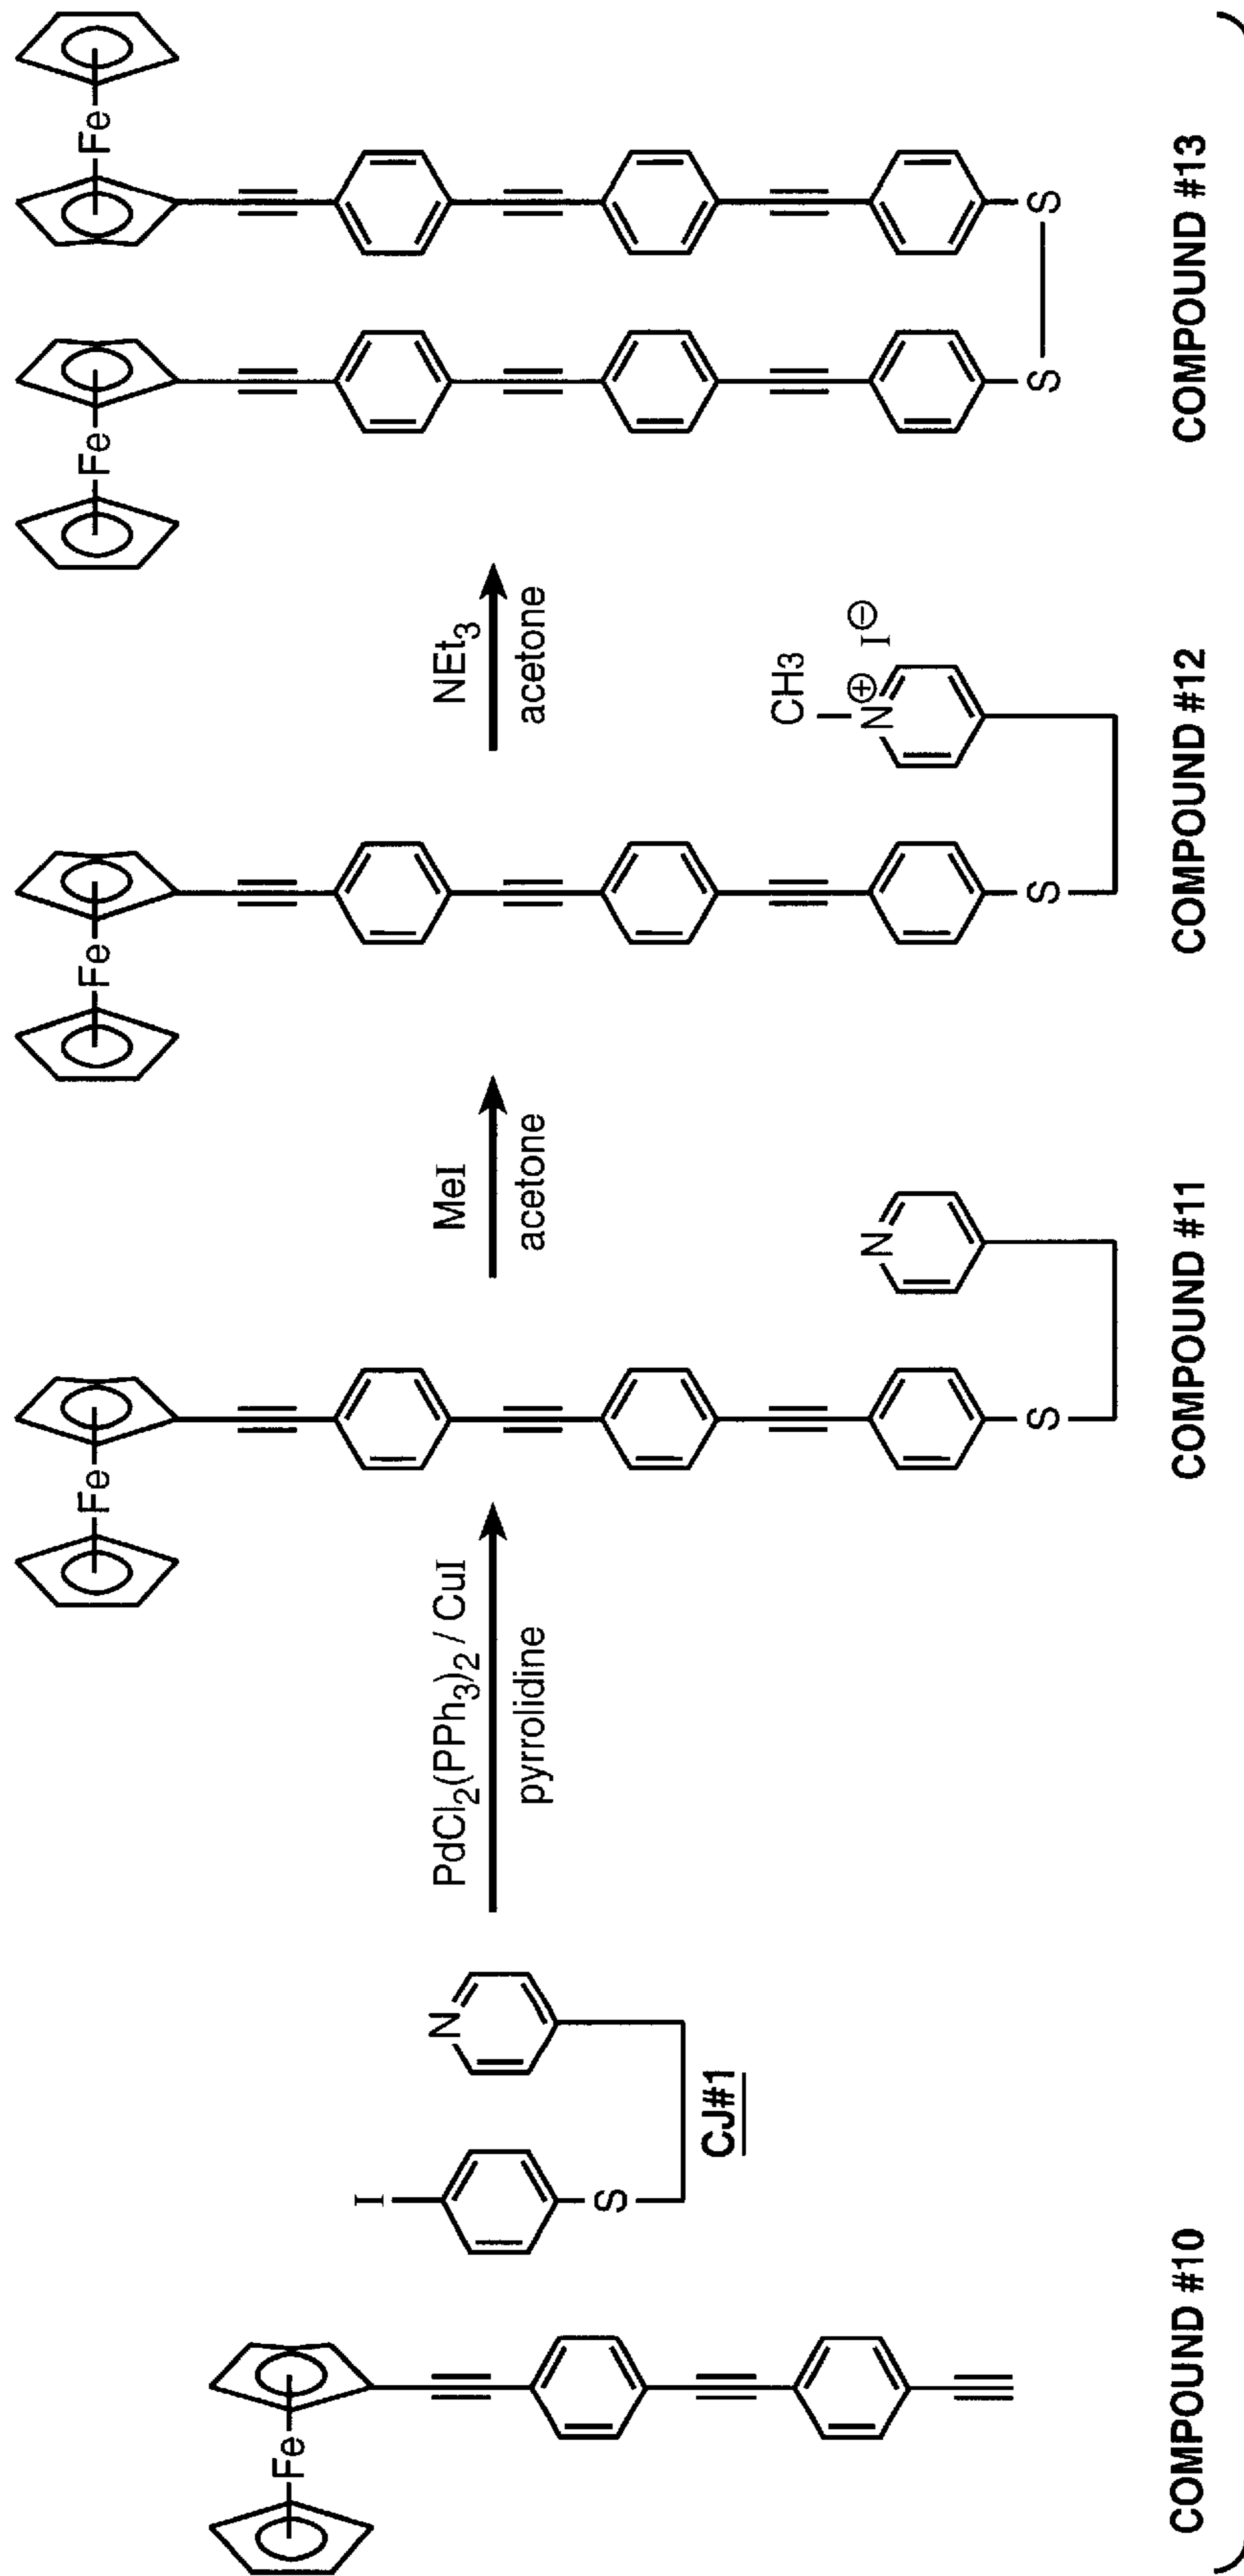 Fe
COMPOUND #10
I
S
N
CJ#1
PdCl2(PPh3)2 / CuI
pyrrolidine
Fe
S
N
COMPOUND #11
MeI
acetone
Fe
S
CH3
N⊕
I⊖
COMPOUND #12
NEt3
acetone
Fe
Fe
S
S
COMPOUND #13